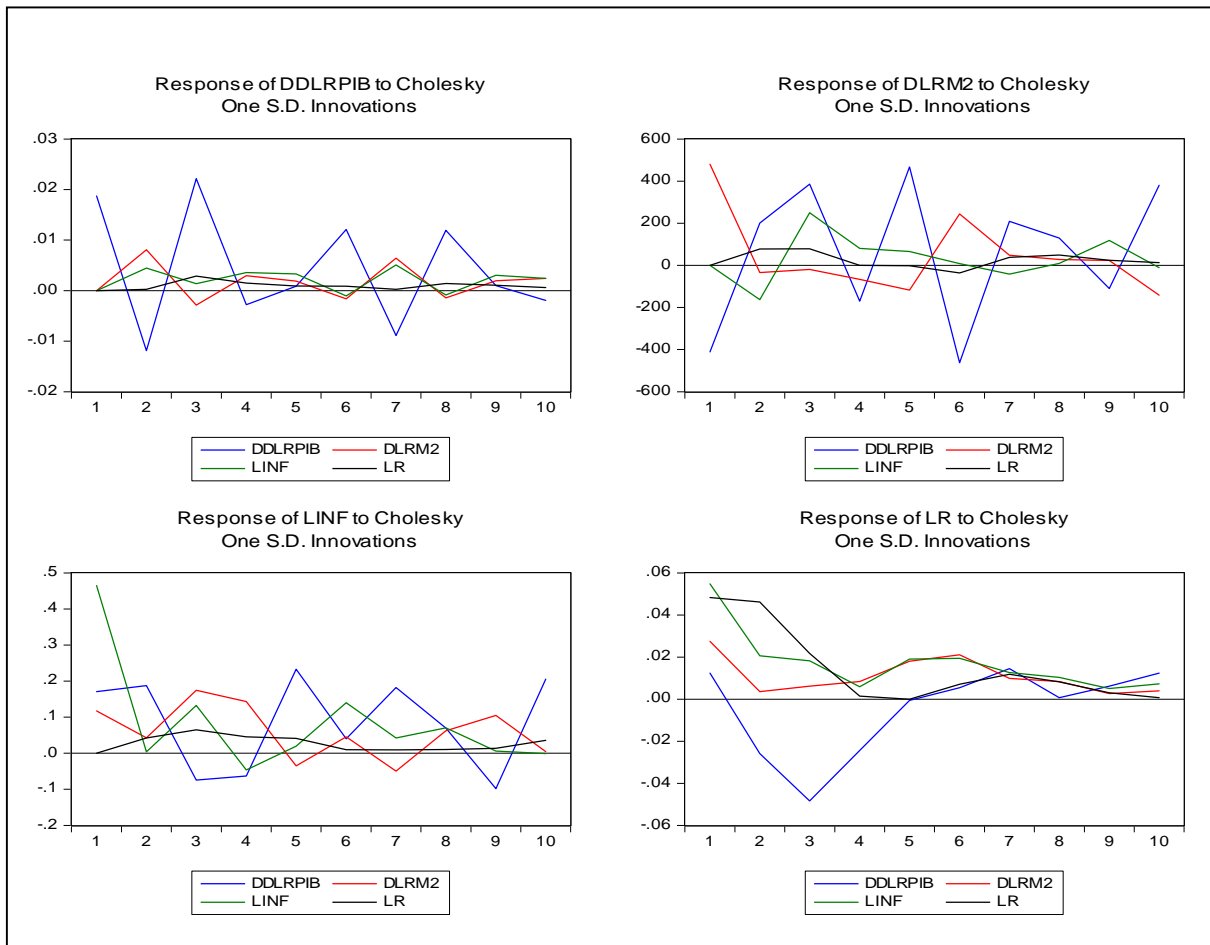 Response of DDLRPIB to Cholesky
One S.D. Innovations
.03
.02
.01
.00
-.01
-.02
1 2 3 4 5 6 7 8 9 10
DDLRPIB DLRM2
LINF LR
Response of DLRM2 to Cholesky
One S.D. Innovations
600
400
200
0
-200
-400
-600
1 2 3 4 5 6 7 8 9 10
DDLRPIB DLRM2
LINF LR
Response of LINF to Cholesky
One S.D. Innovations
.5
.4
.3
.2
.1
.0
-.1
-.2
1 2 3 4 5 6 7 8 9 10
DDLRPIB DLRM2
LINF LR
Response of LR to Cholesky
One S.D. Innovations
.06
.04
.02
.00
-.02
-.04
-.06
1 2 3 4 5 6 7 8 9 10
DDLRPIB DLRM2
LINF LR